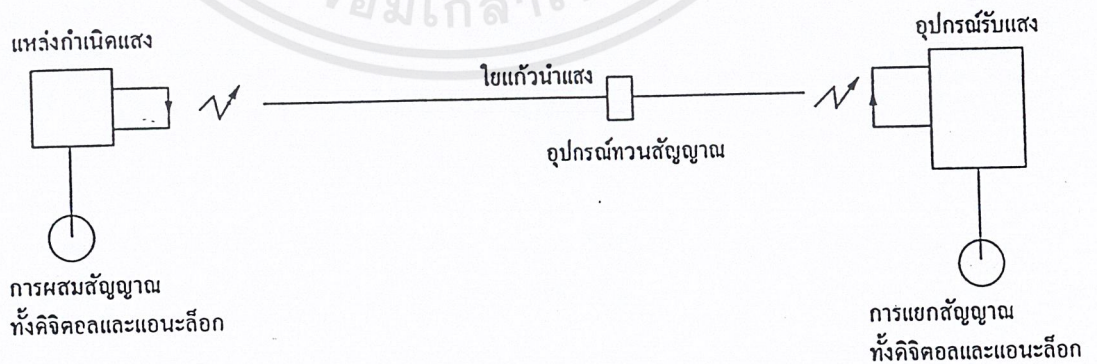 แหล่งกำเนิดแสง
อุปกรณ์รับแสง
ใยแก้วนำแสง
อุปกรณ์ทวนสัญญาณ
การผสมสัญญาณ
ทั้งดิจิตอลและแอนะล็อก
การแยกสัญญาณ
ทั้งดิจิตอลและแอนะล็อก